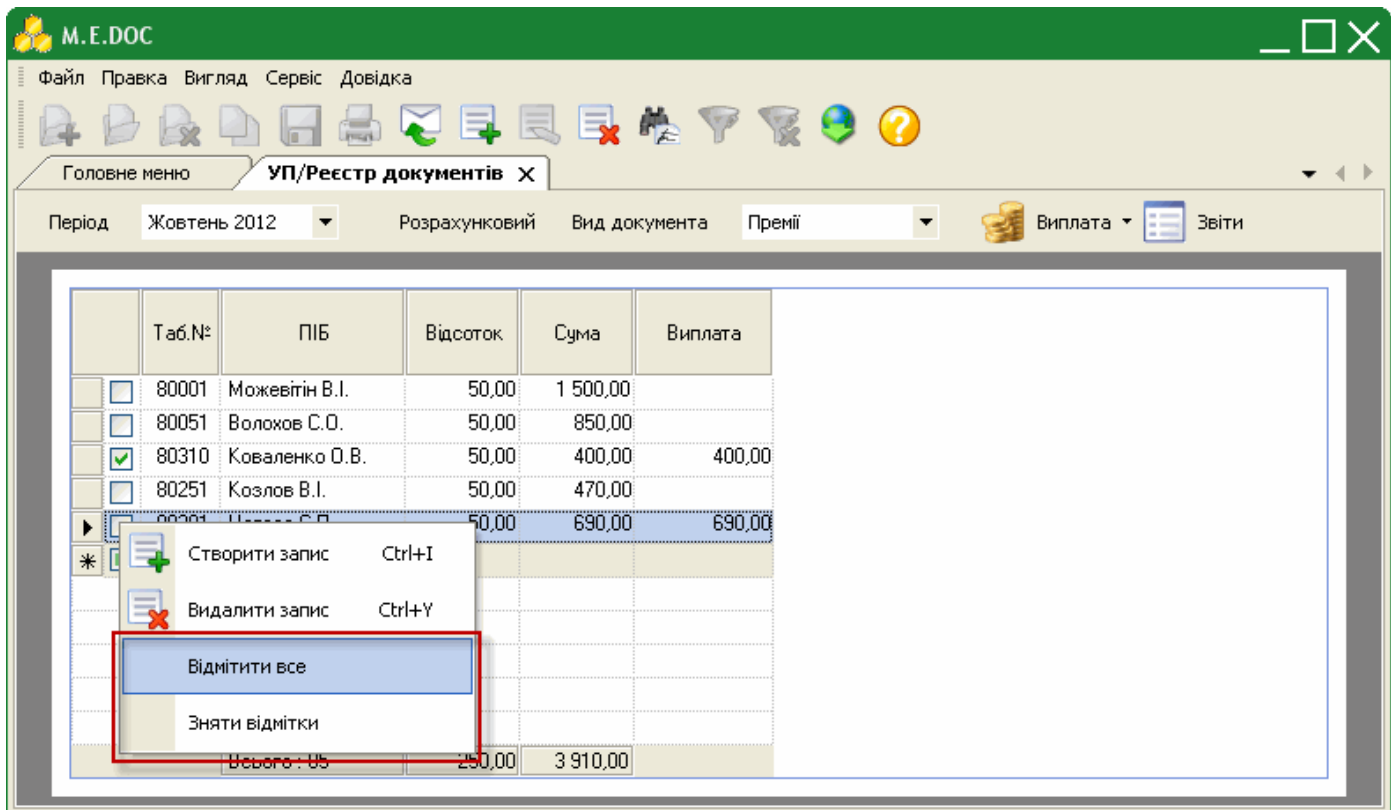 M.E.DOC
Файл Правка Вигляд Сервіс Довідка
Головне меню УП/Реєстр документів X
Період Жовтень 2012 Розрахунковий Вид документа Премії Виплата Звіти
Таб.№ ПІБ Відсоток Сума Виплата
80001 Можевітін В.І. 50,00 1 500,00
80051 Волохов С.О. 50,00 850,00
80310 Коваленко О.В. 50,00 400,00 400,00
80251 Козлов В.І. 50,00 470,00
50,00 690,00 690,00
Створити запис Ctrl+I
Видалити запис Ctrl+Y
Відмітити все
Зняти відмітки
Всього : 05 250,00 3 910,00